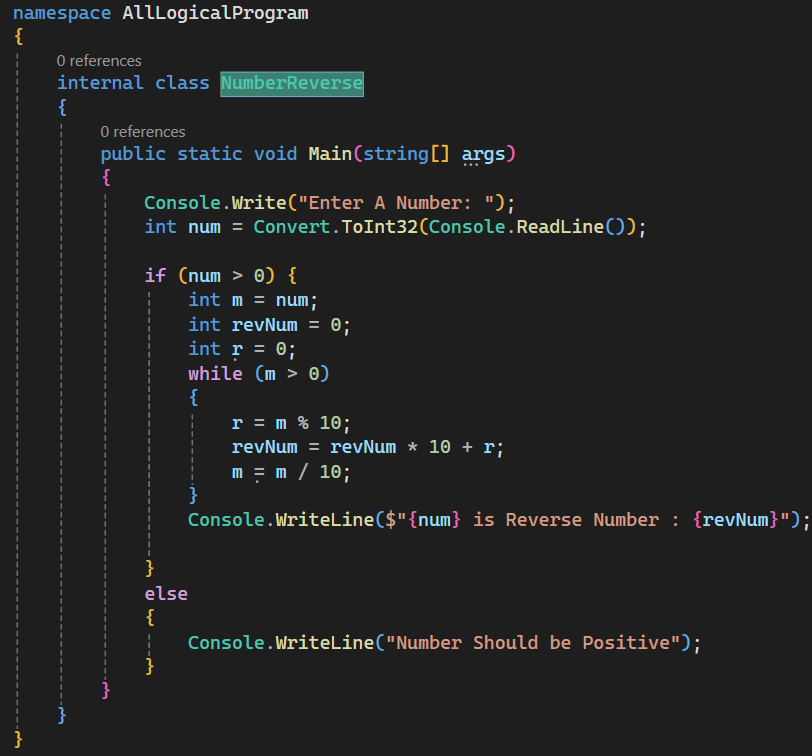 namespace AllLogicalProgram
{
0 references
internal class NumberReverse
{
0 references
public static void Main(string[] args)
{
Console.Write("Enter A Number: ");
int num = Convert.ToInt32(Console.ReadLine());
if (num > 0) {
int m = num;
int revNum = 0;
int r = 0;
while (m > 0)
{
r = m % 10;
revNum = revNum * 10 + r;
m = m / 10;
}
Console.WriteLine($"{num} is Reverse Number : {revNum}");
}
else
{
Console.WriteLine("Number Should be Positive");
}
}
}
}